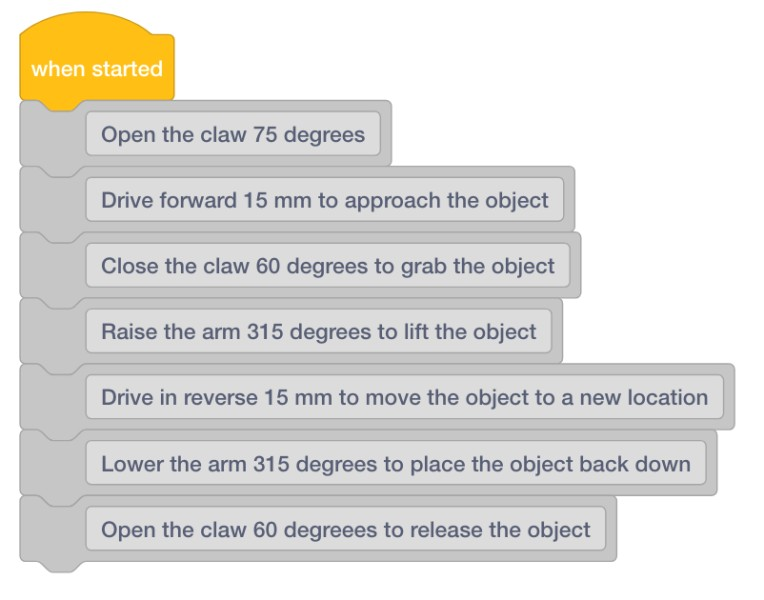 when started
Open the claw 75 degrees
Drive forward 15 mm to approach the object
Close the claw 60 degrees to grab the object
Raise the arm 315 degrees to lift the object
Drive in reverse 15 mm to move the object to a new location
Lower the arm 315 degrees to place the object back down
Open the claw 60 degreees to release the object